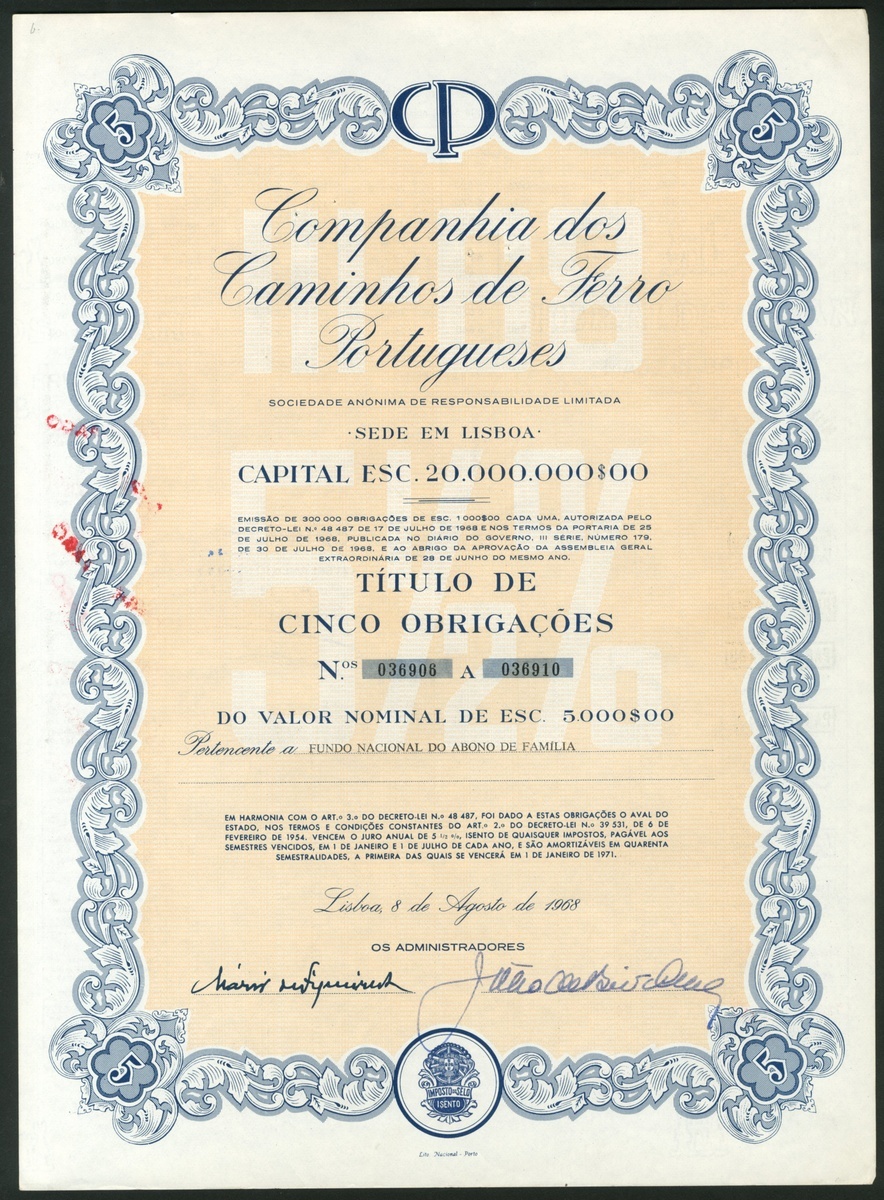 5
CP
5
Companhia dos
Caminhos de Ferro
Portugueses
SOCIEDADE ANÓNIMA DE RESPONSABILIDADE LIMITADA
·SEDE EM LISBOA·
CAPITAL ESC. 20.000.000$00
EMISSÃO DE 300 000 OBRIGAÇÕES DE ESC. 1 000$00 CADA UMA, AUTORIZADA PELO
DECRETO-LEI N.º 48 487 DE 17 DE JULHO DE 1968 E NOS TERMOS DA PORTARIA DE 25
DE JULHO DE 1968, PUBLICADA NO DIÁRIO DO GOVERNO, III SÉRIE, NÚMERO 179,
DE 30 DE JULHO DE 1968, E AO ABRIGO DA APROVAÇÃO DA ASSEMBLEIA GERAL
EXTRAORDINÁRIA DE 28 DE JUNHO DO MESMO ANO.
TÍTULO DE
CINCO OBRIGAÇÕES
N.os 036906 A 036910
DO VALOR NOMINAL DE ESC. 5.000$00
Pertencente a FUNDO NACIONAL DO ABONO DE FAMÍLIA
EM HARMONIA COM O ART.º 3.º DO DECRETO-LEI N.º 48 487, FOI DADO A ESTAS OBRIGAÇÕES O AVAL DO
ESTADO, NOS TERMOS E CONDIÇÕES CONSTANTES DO ART.º 2.º DO DECRETO-LEI N.º 39 531, DE 6 DE
FEVEREIRO DE 1954. VENCEM O JURO ANUAL DE 5 1/2 %, ISENTO DE QUAISQUER IMPOSTOS, PAGÁVEL AOS
SEMESTRES VENCIDOS, EM 1 DE JANEIRO E 1 DE JULHO DE CADA ANO, E SÃO AMORTIZÁVEIS EM QUARENTA
SEMESTRALIDADES, A PRIMEIRA DAS QUAIS SE VENCERÁ EM 1 DE JANEIRO DE 1971.
Lisboa, 8 de Agosto de 1968
OS ADMINISTRADORES
Mário de Figueiredo
5
IMPOSTO DO SELO
ISENTO
5
Lito Nacional - Porto